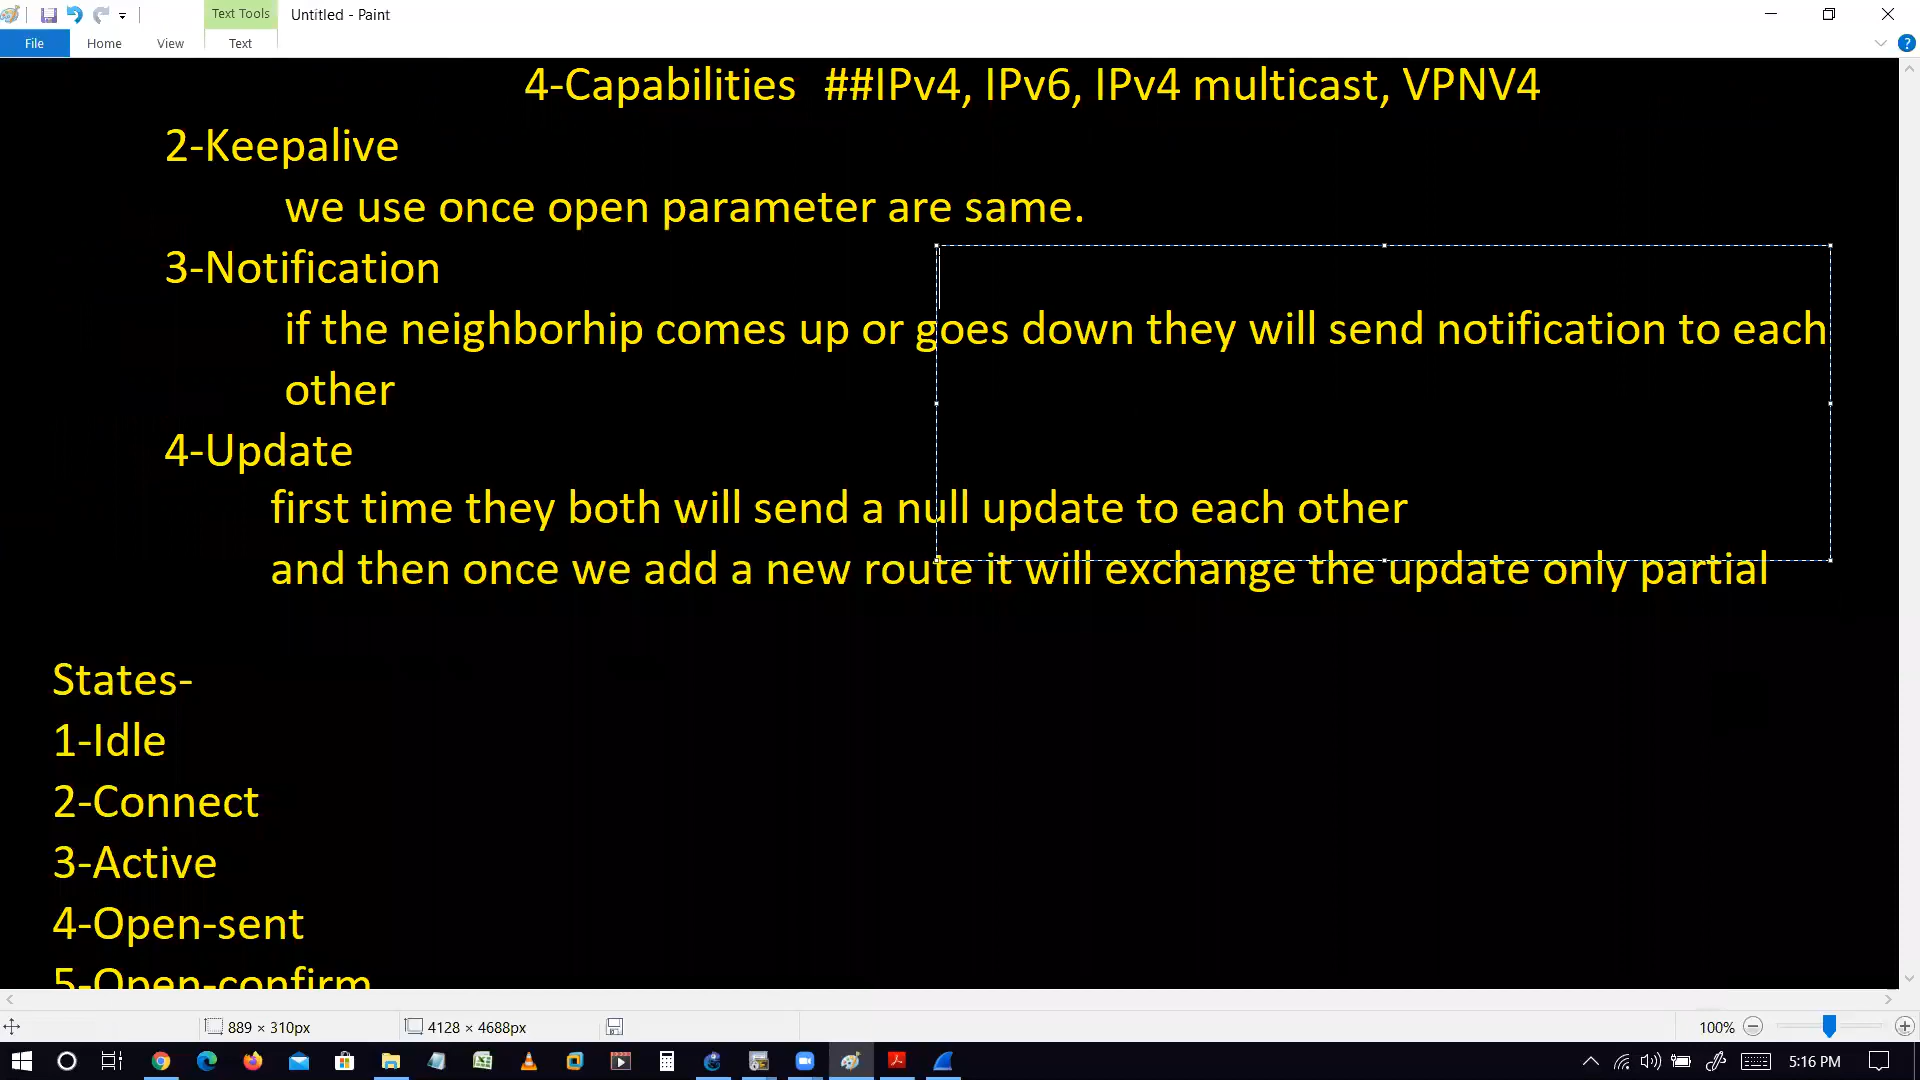 Text Tools
Untitled - Paint
File
Home
View
Text
4-Capabilities ##IPv4, IPv6, IPv4 multicast, VPNV4
2-Keepalive
we use once open parameter are same.
3-Notification
if the neighborhip comes up or goes down they will send notification to each
other
4-Update
first time they both will send a null update to each other
and then once we add a new route it will exchange the update only partial
States-
1-Idle
2-Connect
3-Active
4-Open-sent
5-Open-confirm
889 × 310px
4128 × 4688px
100%
5:16 PM